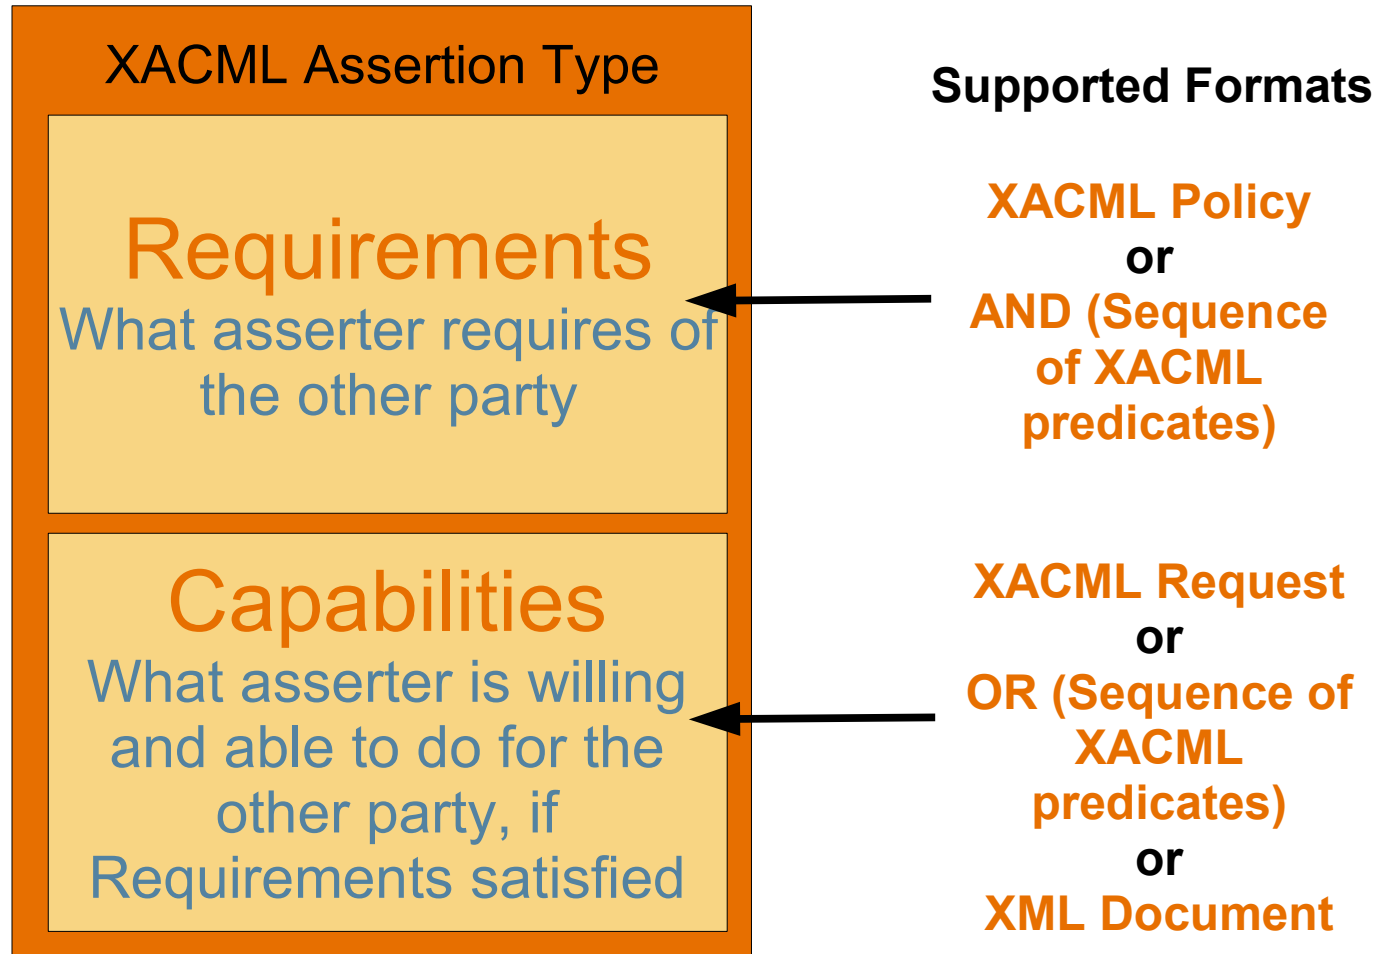 XACML Assertion Type
Requirements
What asserter requires of
the other party
Capabilities
What asserter is willing
and able to do for the
other party, if
Requirements satisfied
Supported Formats
XACML Policy
or
AND (Sequence
of XACML
predicates)
XACML Request
or
OR (Sequence of
XACML
predicates)
or
XML Document